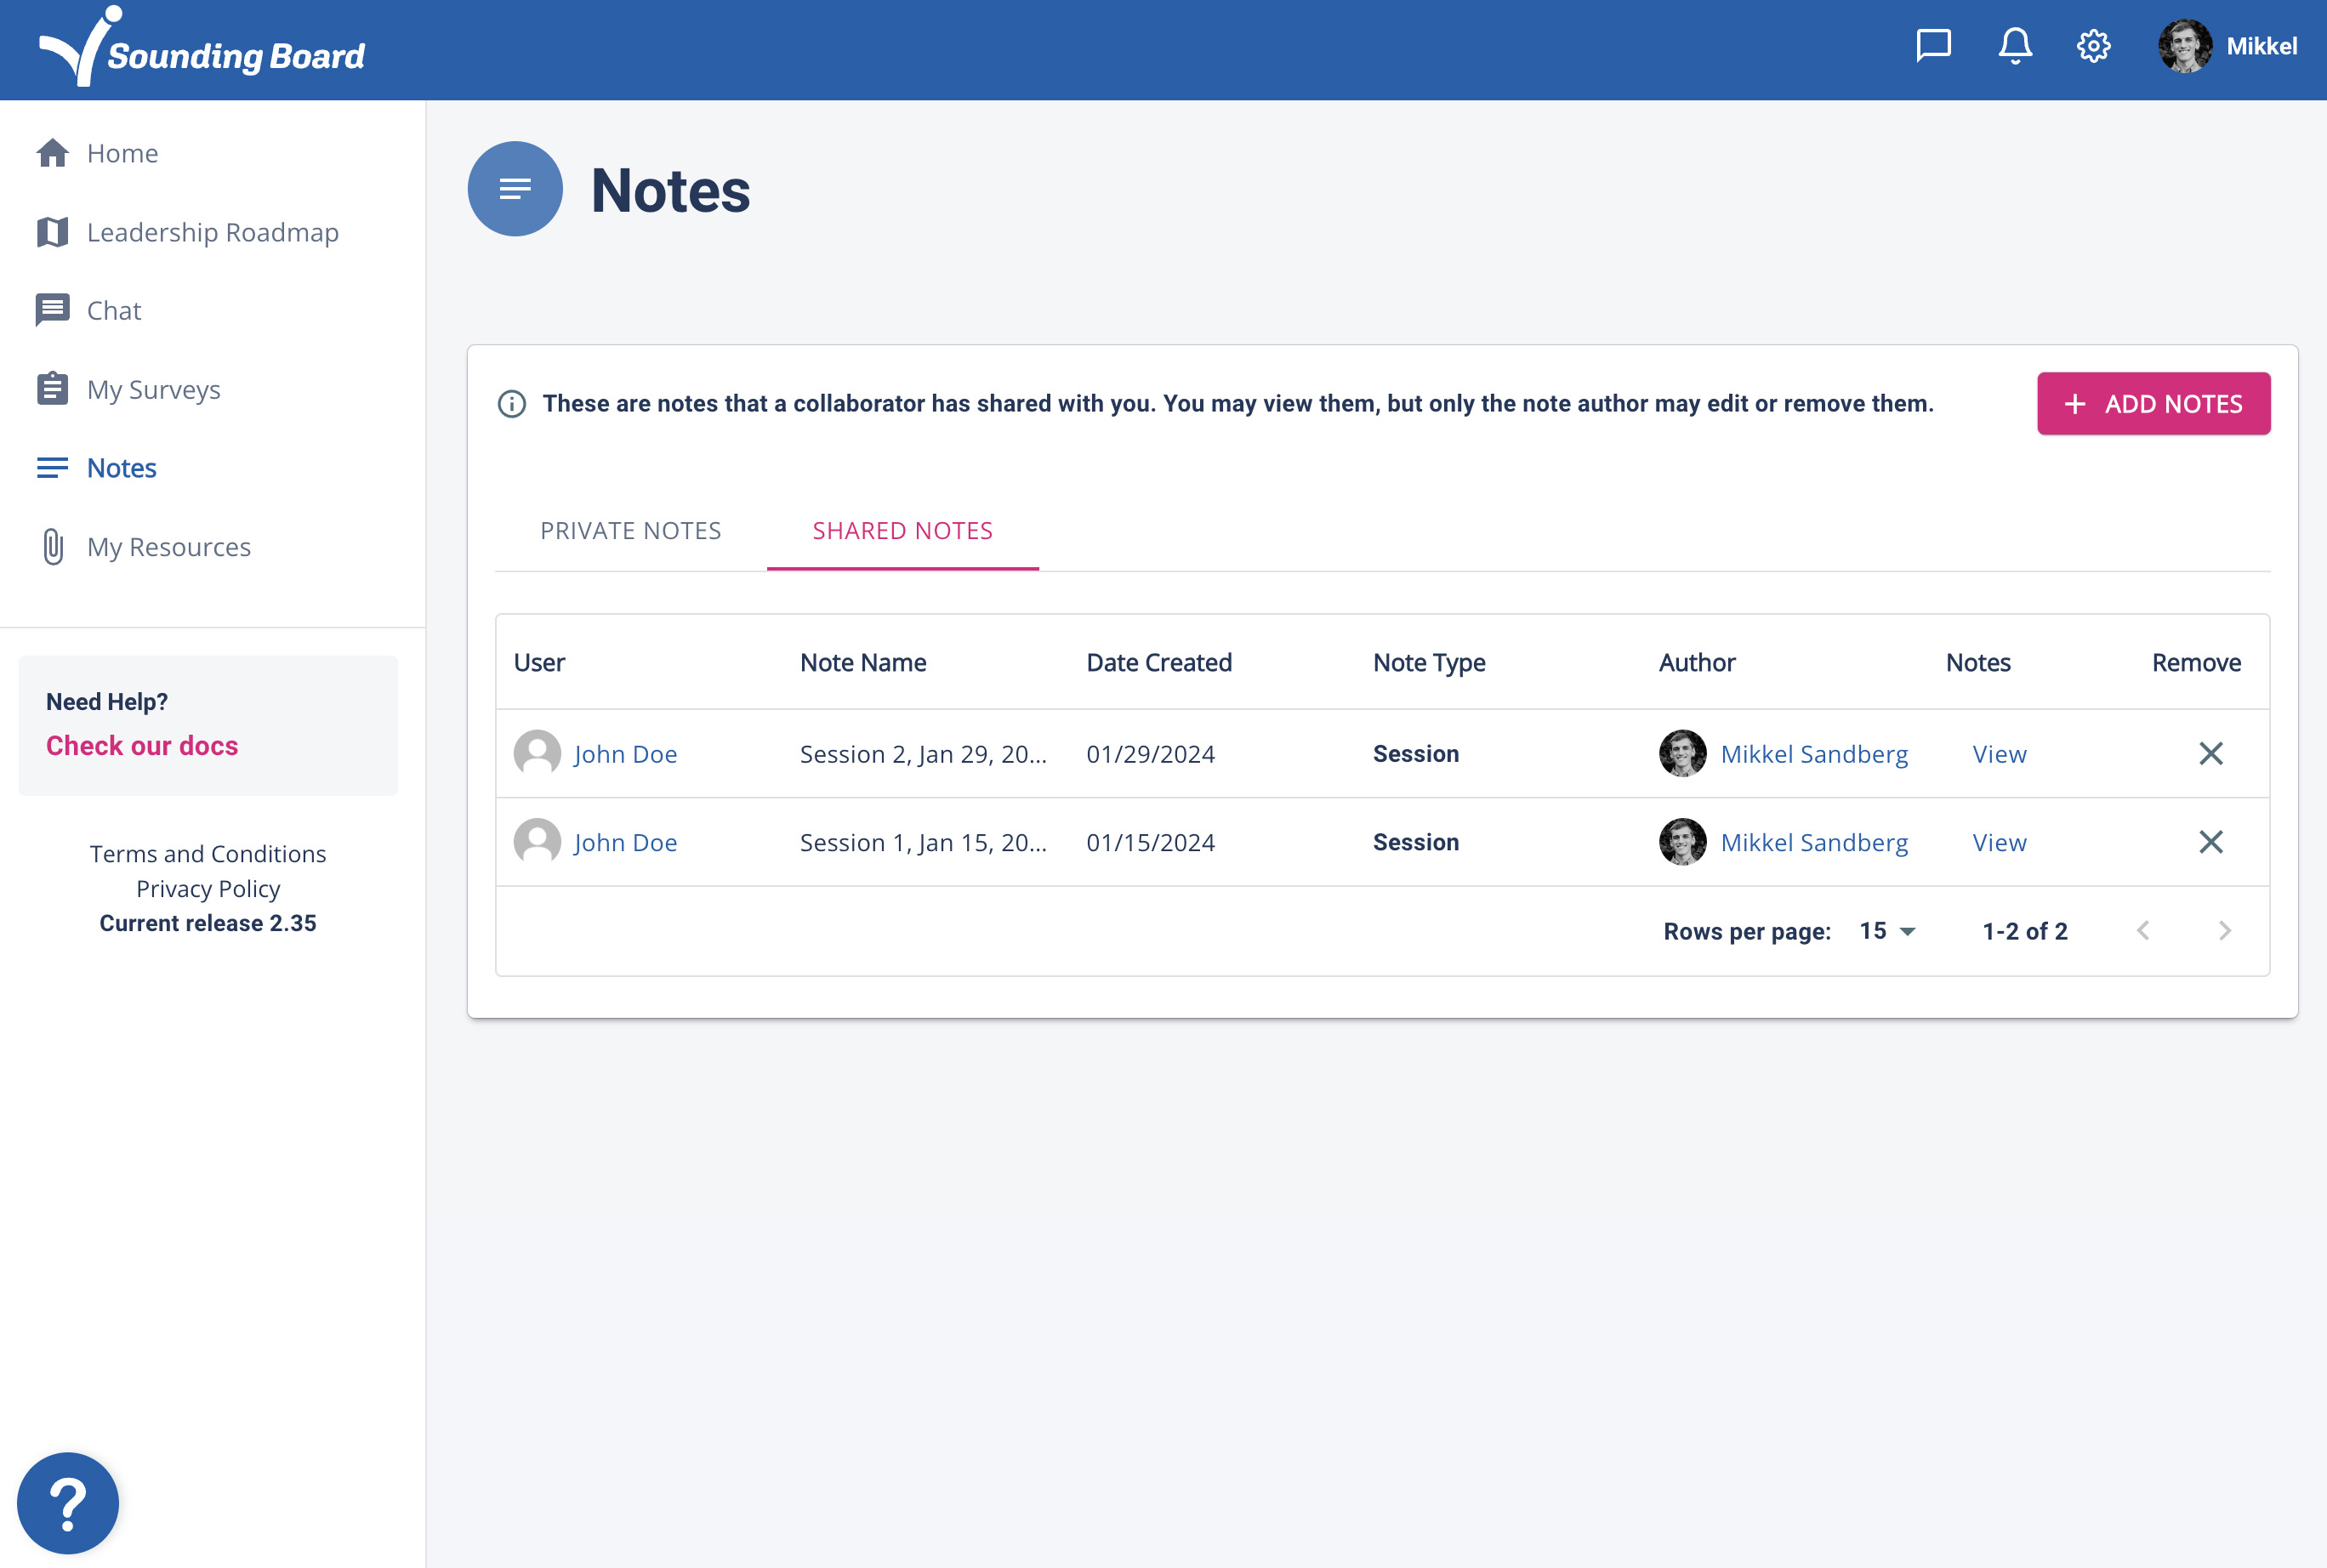 Sounding Board
Mikkel
Home
Leadership Roadmap
Chat
My Surveys
Notes
My Resources
Need Help?
Check our docs
Terms and Conditions
Privacy Policy
Current release 2.35
Notes
These are notes that a collaborator has shared with you. You may view them, but only the note author may edit or remove them.
+ ADD NOTES
PRIVATE NOTES SHARED NOTES
User Note Name Date Created Note Type Author Notes Remove
John Doe Session 2, Jan 29, 20... 01/29/2024 Session Mikkel Sandberg View
John Doe Session 1, Jan 15, 20... 01/15/2024 Session Mikkel Sandberg View
Rows per page: 15 1-2 of 2
?